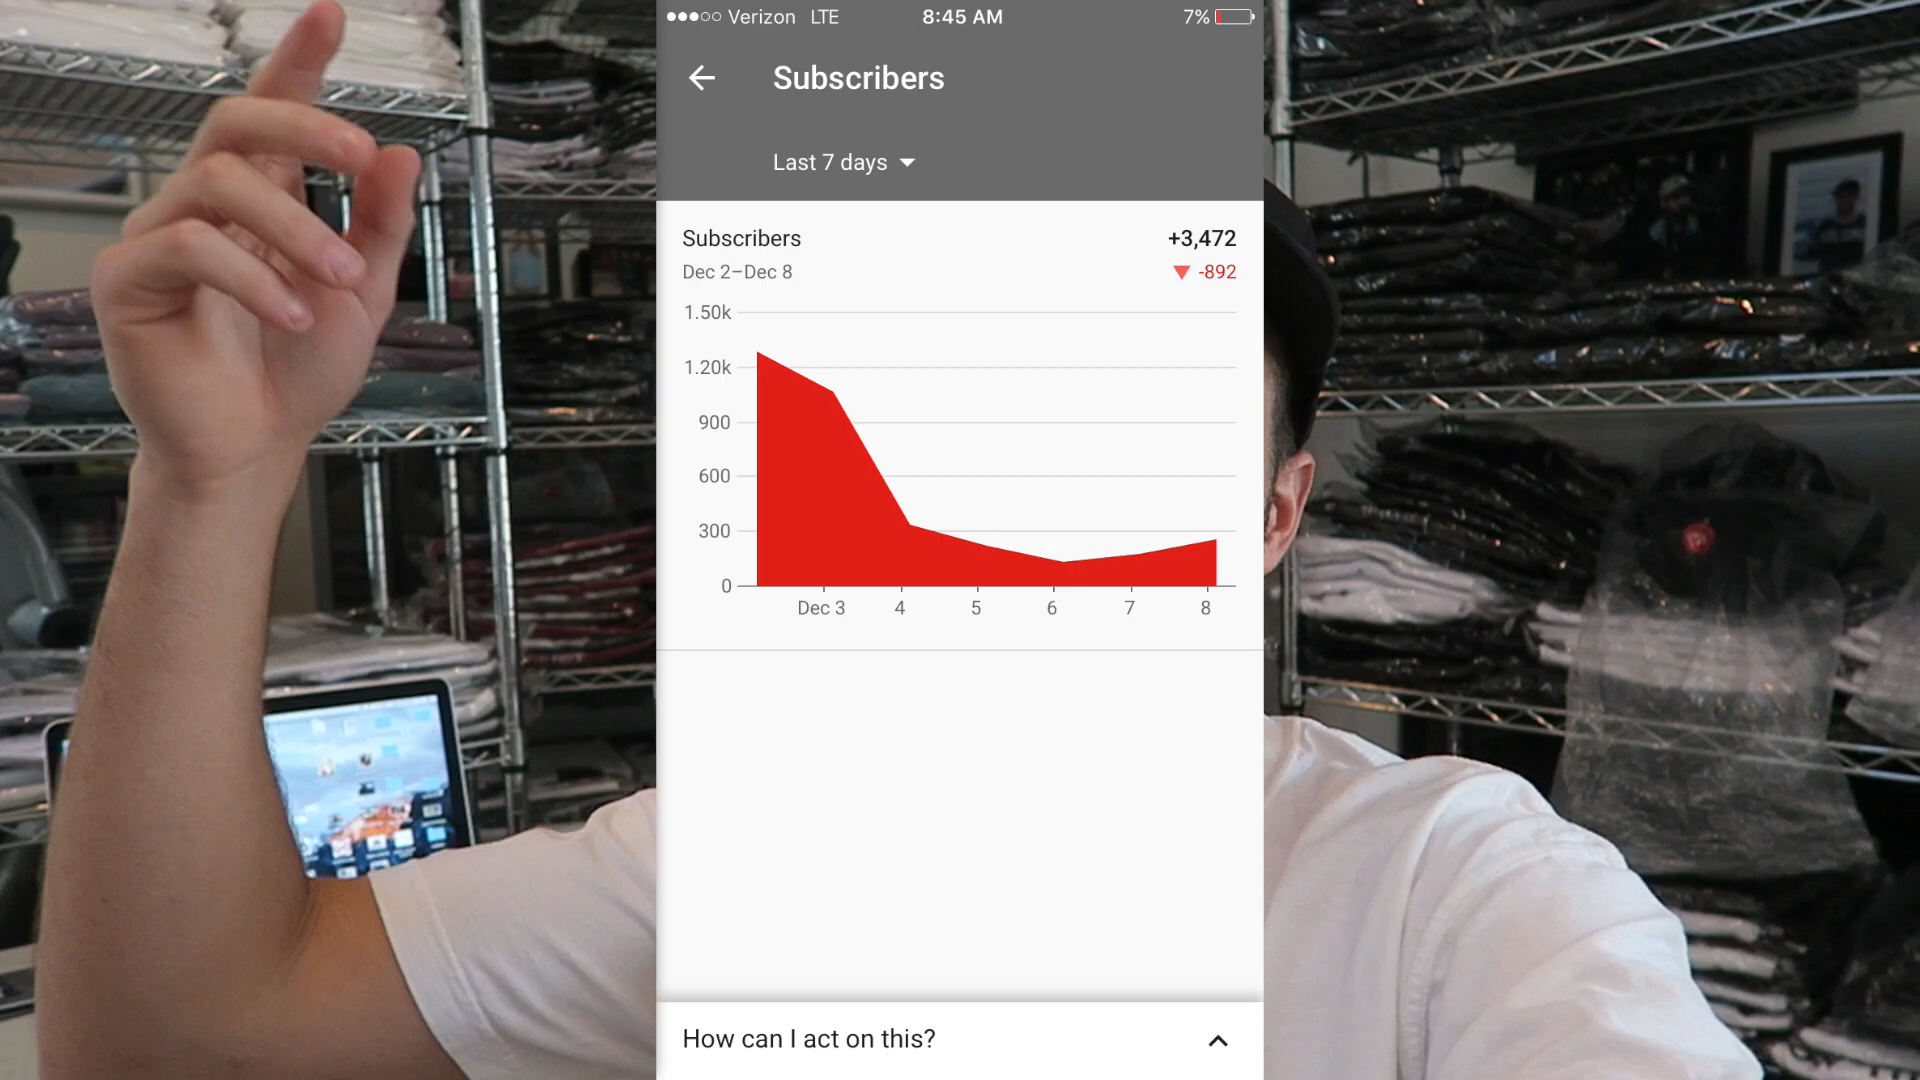 ●●●○○ Verizon LTE 8:45 AM 7%
Subscribers
Last 7 days
Subscribers +3,472
Dec 2–Dec 8 ▼ -892
1.50k
1.20k
900
600
300
0
Dec 3 4 5 6 7 8
How can I act on this?